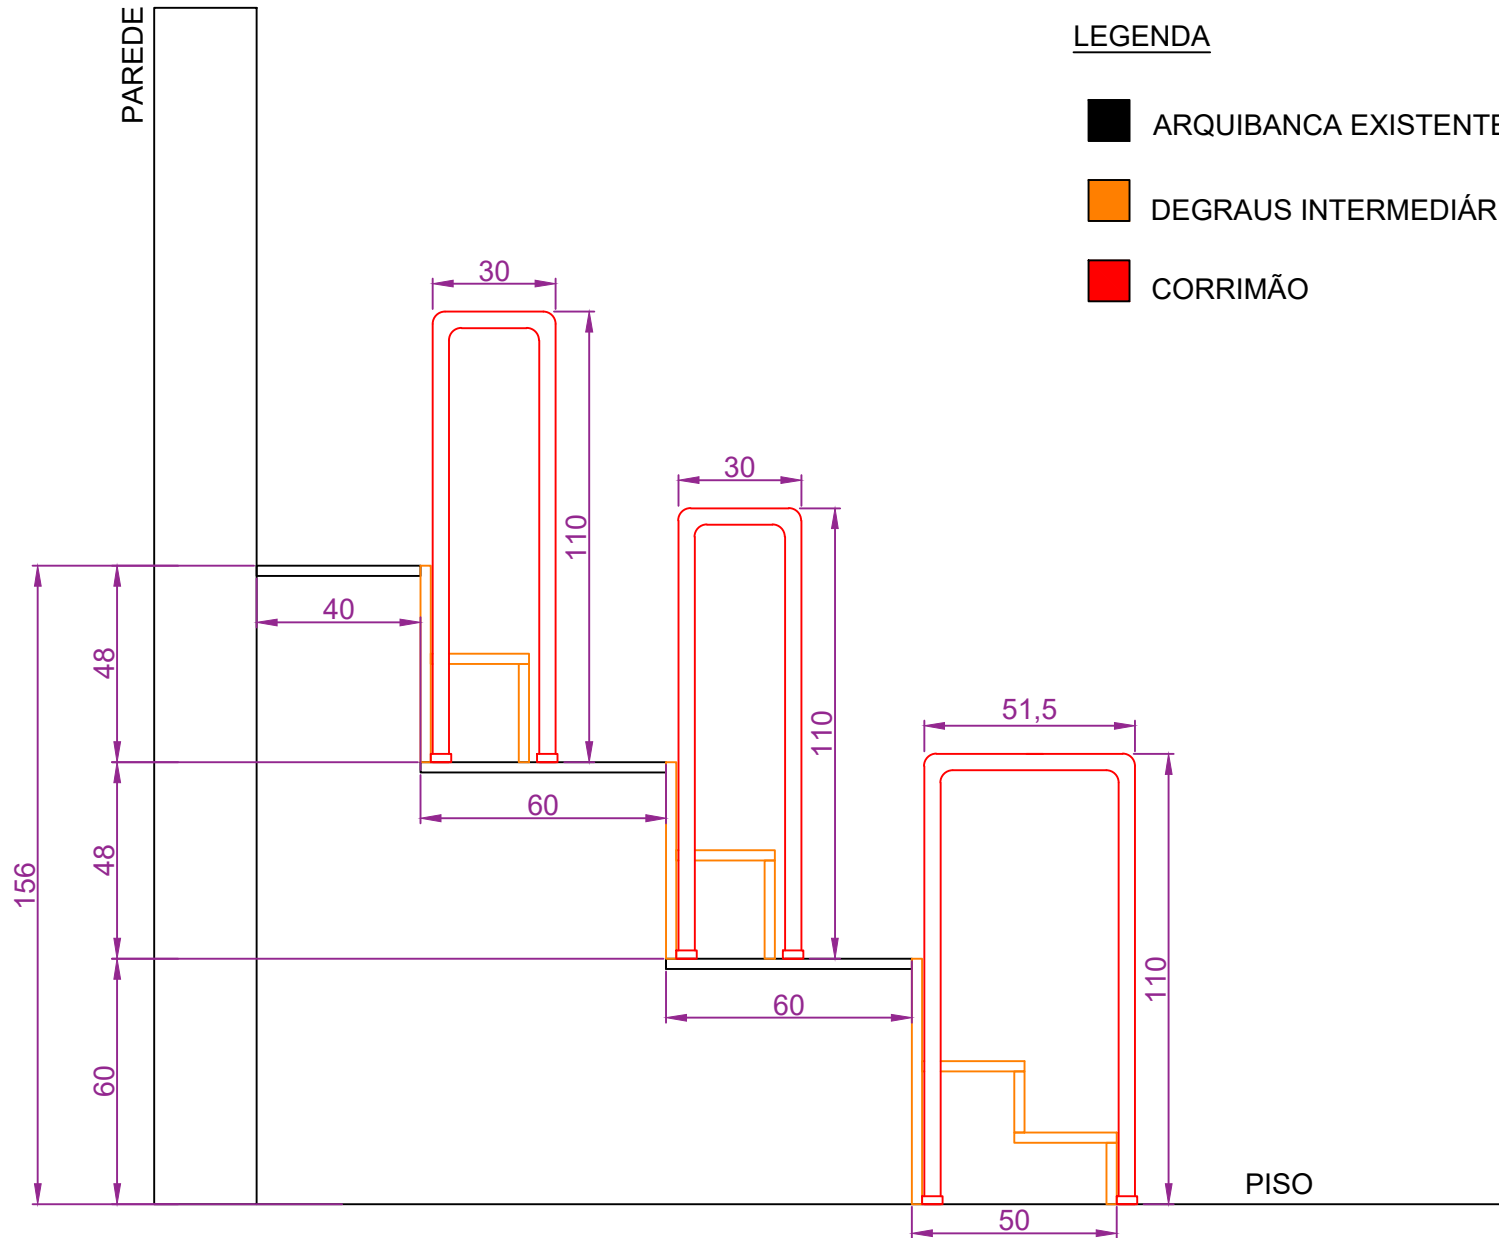 PAREDE
LEGENDA
ARQUIBANCA EXISTENTE
DEGRAUS INTERMEDIÁR
CORRIMÃO
30
110
30
110
40
48
60
51,5
48
156
110
60
60
PISO
50